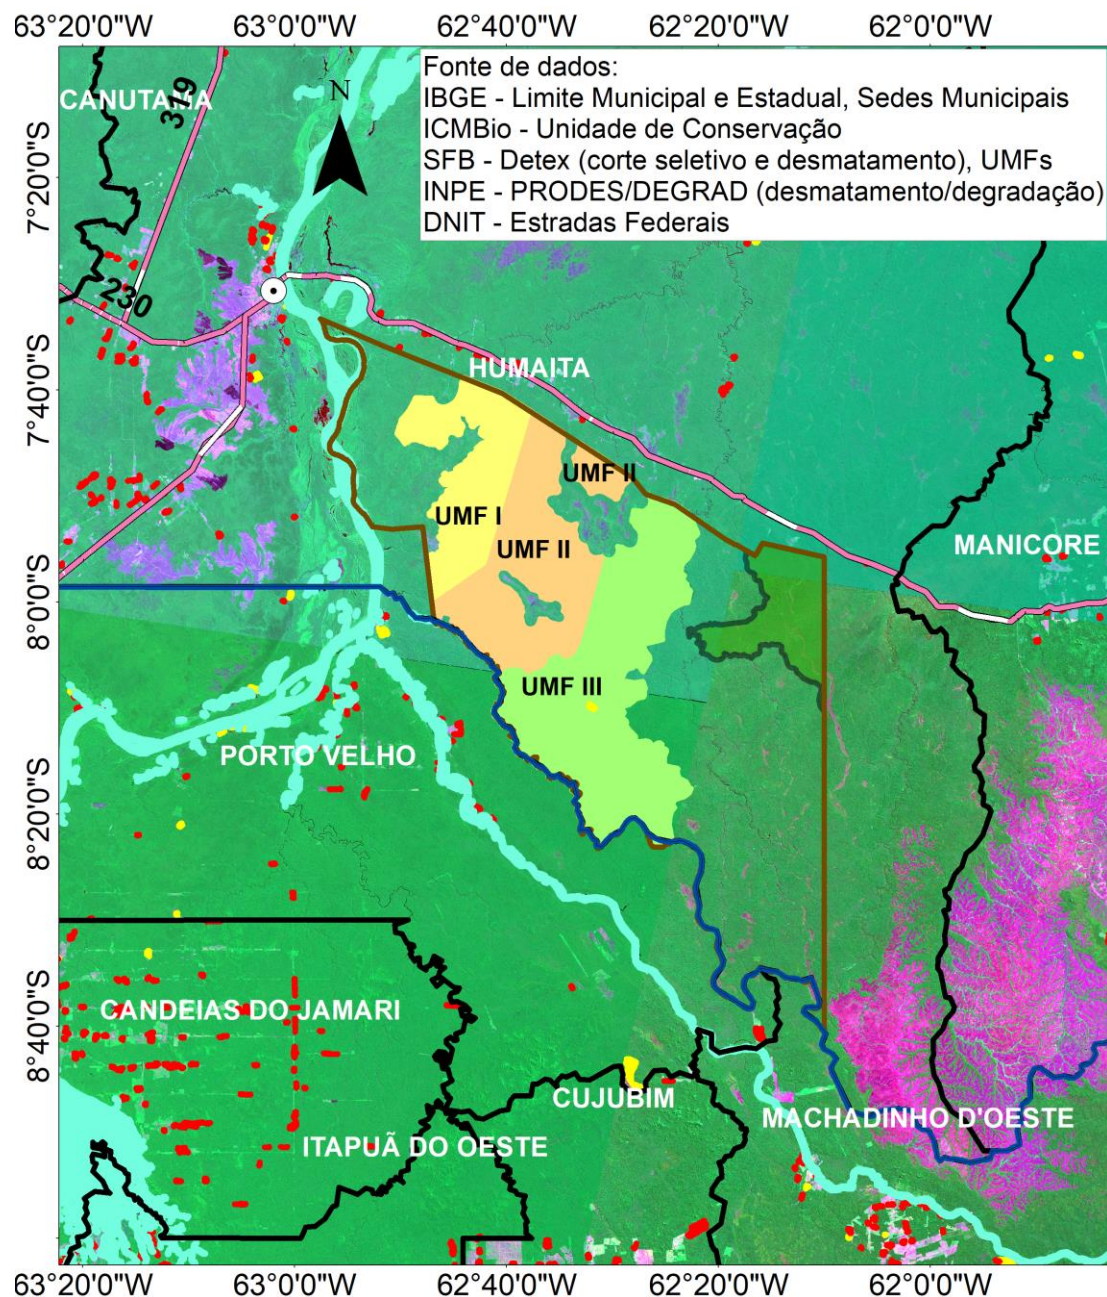 63°20'0"W 63°0'0"W 62°40'0"W 62°20'0"W 62°0'0"W
Fonte de dados:
IBGE - Limite Municipal e Estadual, Sedes Municipais
ICMBio - Unidade de Conservação
SFB - Detex (corte seletivo e desmatamento), UMFs
INPE - PRODES/DEGRAD (desmatamento/degradação)
DNIT - Estradas Federais
N
CANUTAMA
319
7°20'0"S
230
HUMAITA
7°40'0"S
UMF II
UMF I
UMF II
MANICORE
8°0'0"S
UMF III
PORTO VELHO
8°20'0"S
CANDEIAS DO JAMARI
8°40'0"S
CUJUBIM
MACHADINHO D'OESTE
ITAPUÃ DO OESTE
63°20'0"W 63°0'0"W 62°40'0"W 62°20'0"W 62°0'0"W